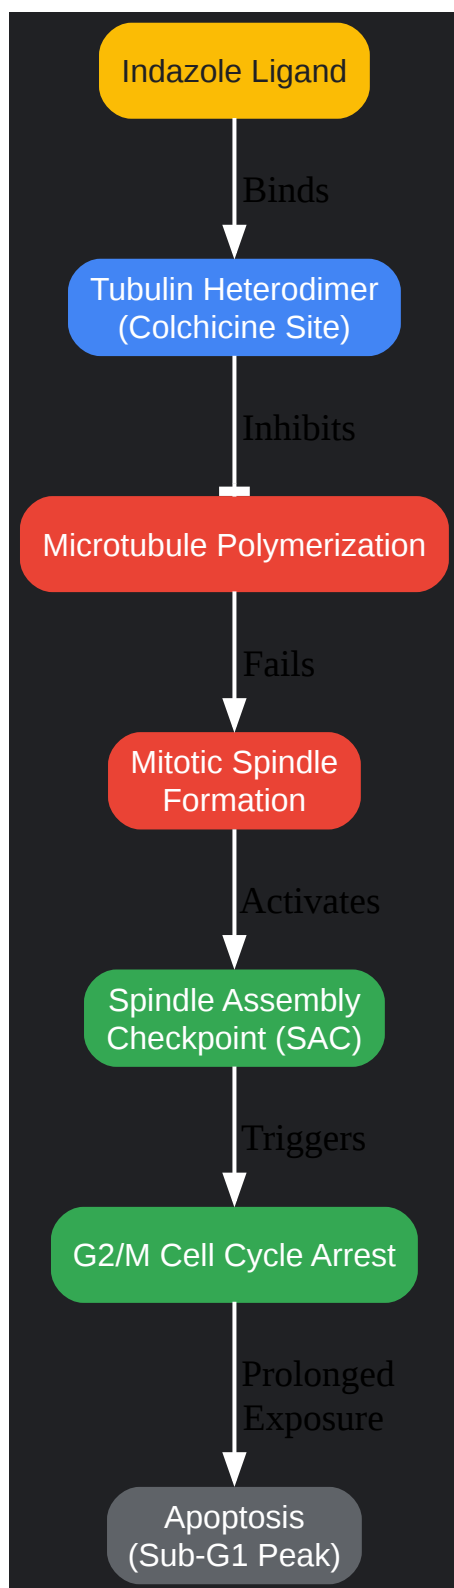 Indazole Ligand
Binds
Tubulin Heterodimer
(Colchicine Site)
Inhibits
Microtubule Polymerization
Fails
Mitotic Spindle
Formation
Activates
Spindle Assembly
Checkpoint (SAC)
Triggers
G2/M Cell Cycle Arrest
Prolonged
Exposure
Apoptosis
(Sub-G1 Peak)